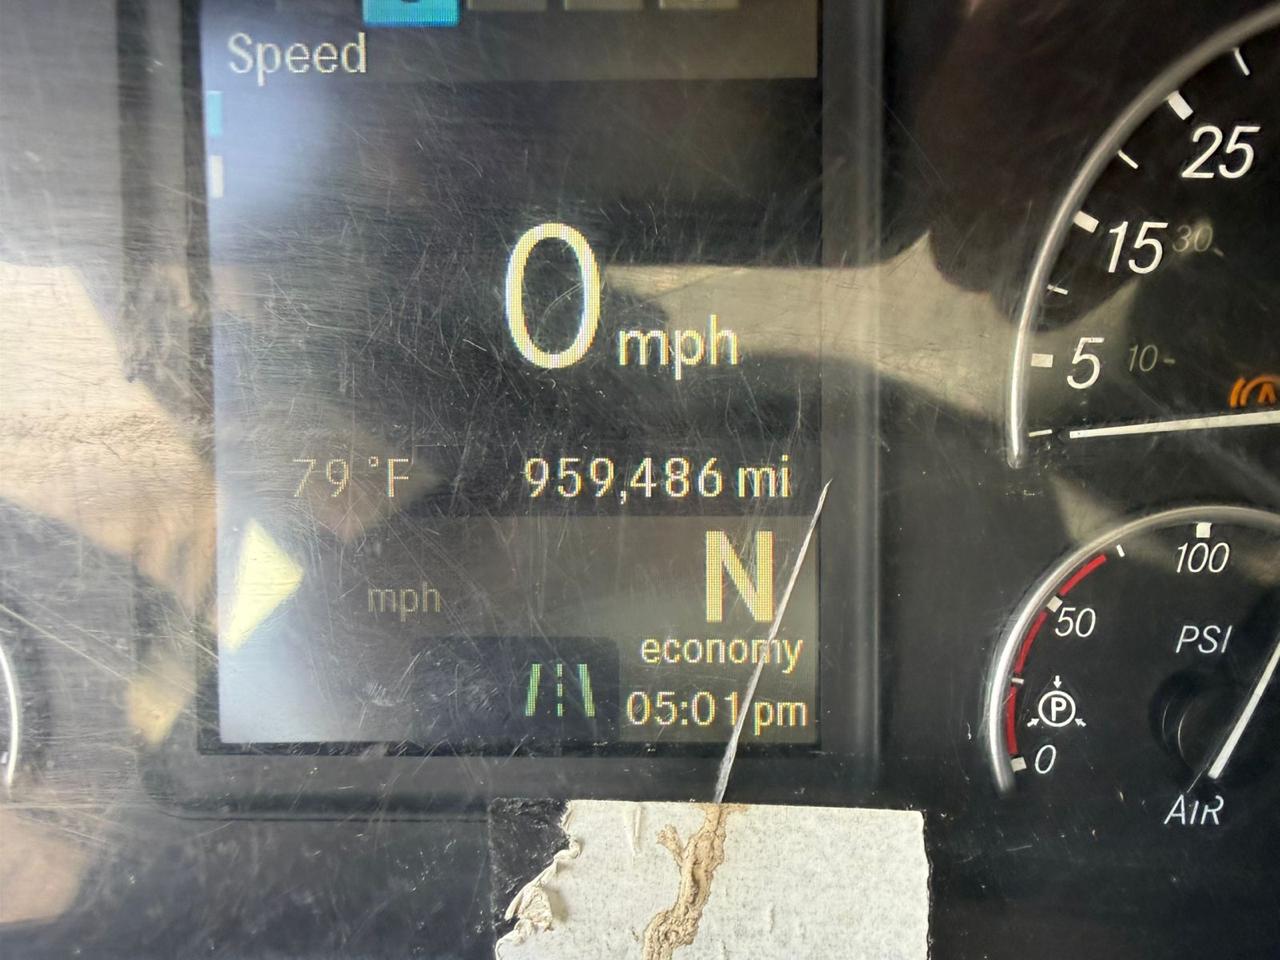 Speed
0 mph
79 °F 959,486 mi
N
mph
economy
05:01 pm
25
15 30
5 10
100
50
PSI
P
0
AIR